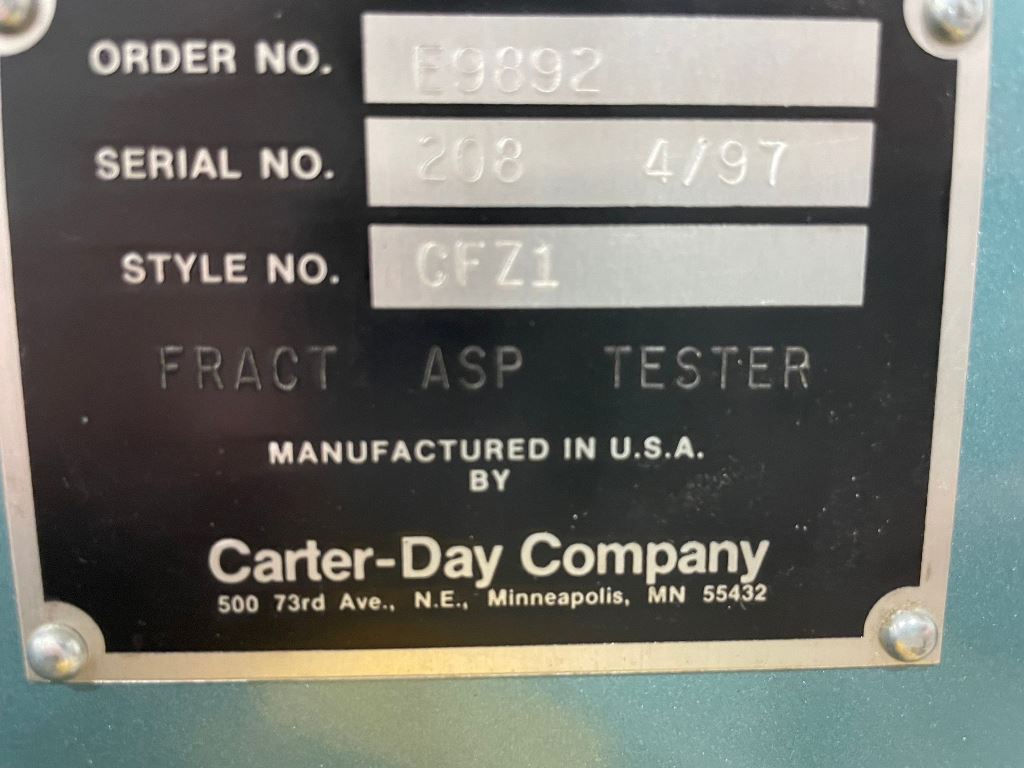 ORDER NO. E9892
SERIAL NO. 208 4/97
STYLE NO. CFZ1
FRACT ASP TESTER
MANUFACTURED IN U.S.A.
BY
Carter-Day Company
500 73rd Ave., N.E., Minneapolis, MN 55432